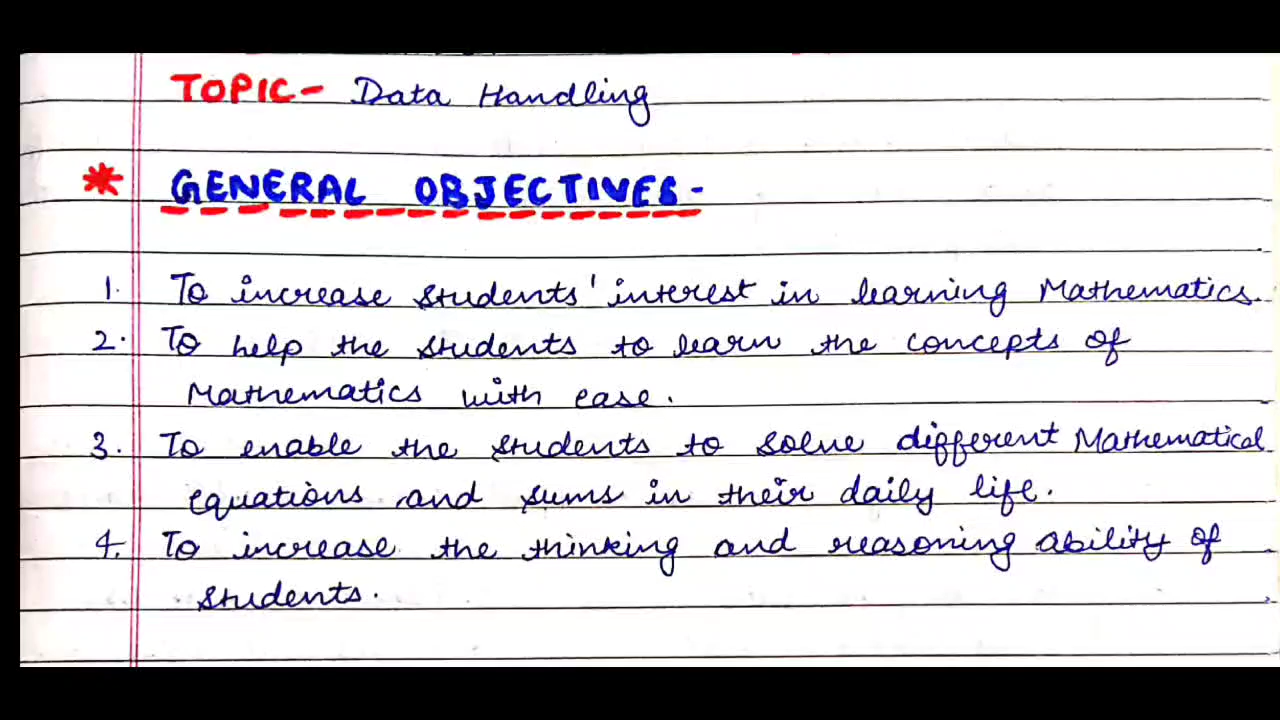 TOPIC- Data Handling
* GENERAL OBJECTIVES-
1. To increase students' interest in learning Mathematics.
2. To help the students to learn the concepts of
Mathematics with ease.
3. To enable the students to solve different Mathematical
equations and sums in their daily life.
4. To increase the thinking and reasoning ability of
students.